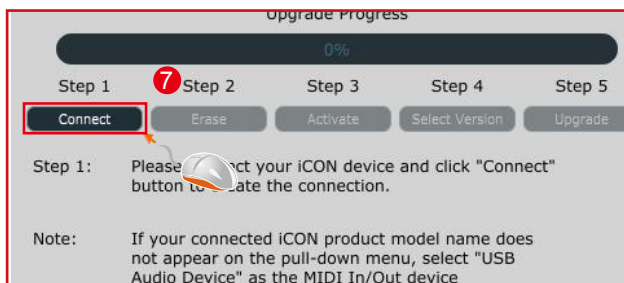 Upgrade Progress
0%
Step 1 7 Step 2 Step 3 Step 4 Step 5
Connect Erase Activate Select Version Upgrade
Step 1: Please ct your iCON device and click "Connect"
button to eate the connection.
Note: If your connected iCON product model name does
not appear on the pull-down menu, select "USB
Audio Device" as the MIDI In/Out device